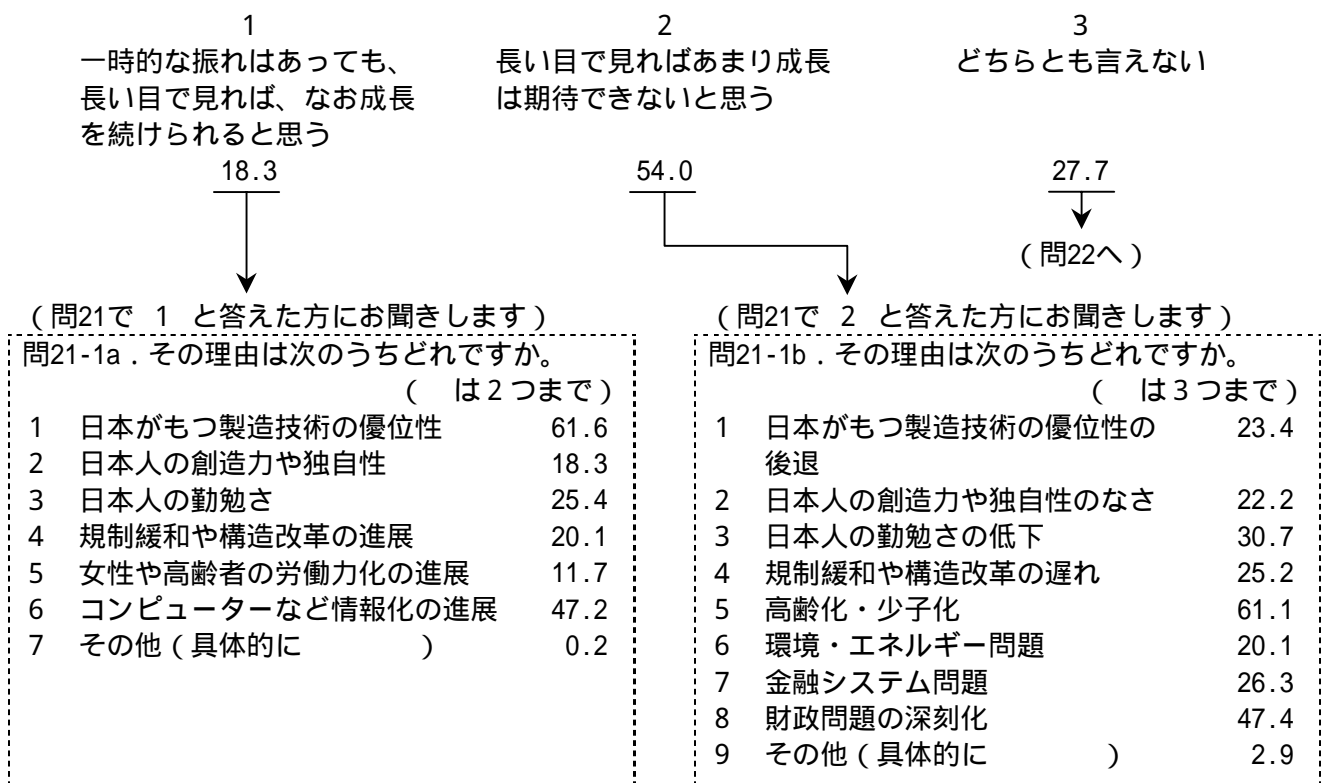 1
一時的な振れはあっても、
長い目で見れば、なお成長
を続けられると思う
18.3
2
長い目で見ればあまり成長
は期待できないと思う
54.0
3
どちらとも言えない
27.7
(問22へ)
(問21で 1 と答えた方にお聞きします)
問21-1a.その理由は次のうちどれですか。
( は2つまで)
1 日本がもつ製造技術の優位性 61.6
2 日本人の創造力や独自性 18.3
3 日本人の勤勉さ 25.4
4 規制緩和や構造改革の進展 20.1
5 女性や高齢者の労働力化の進展 11.7
6 コンピューターなど情報化の進展 47.2
7 その他(具体的に ) 0.2
(問21で 2 と答えた方にお聞きします)
問21-1b.その理由は次のうちどれですか。
( は3つまで)
1 日本がもつ製造技術の優位性の 23.4
後退
2 日本人の創造力や独自性のなさ 22.2
3 日本人の勤勉さの低下 30.7
4 規制緩和や構造改革の遅れ 25.2
5 高齢化・少子化 61.1
6 環境・エネルギー問題 20.1
7 金融システム問題 26.3
8 財政問題の深刻化 47.4
9 その他(具体的に ) 2.9